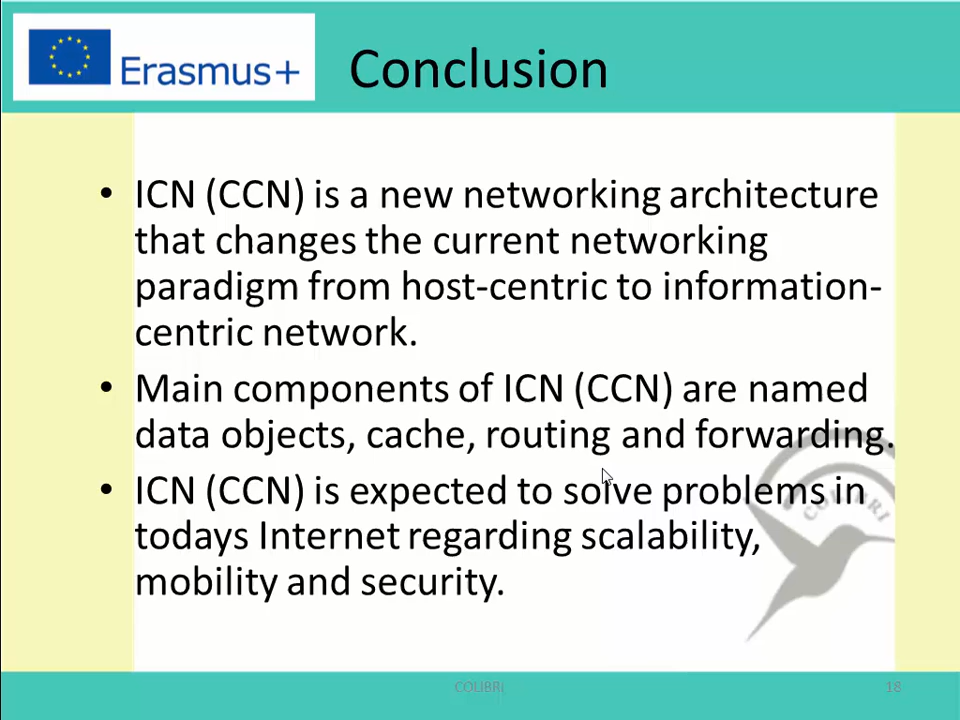 Erasmus+
Conclusion
• ICN (CCN) is a new networking architecture
that changes the current networking
paradigm from host-centric to information-
centric network.
• Main components of ICN (CCN) are named
data objects, cache, routing and forwarding.
• ICN (CCN) is expected to solve problems in
todays Internet regarding scalability,
mobility and security.
COLIBRI
COLIBRI
18